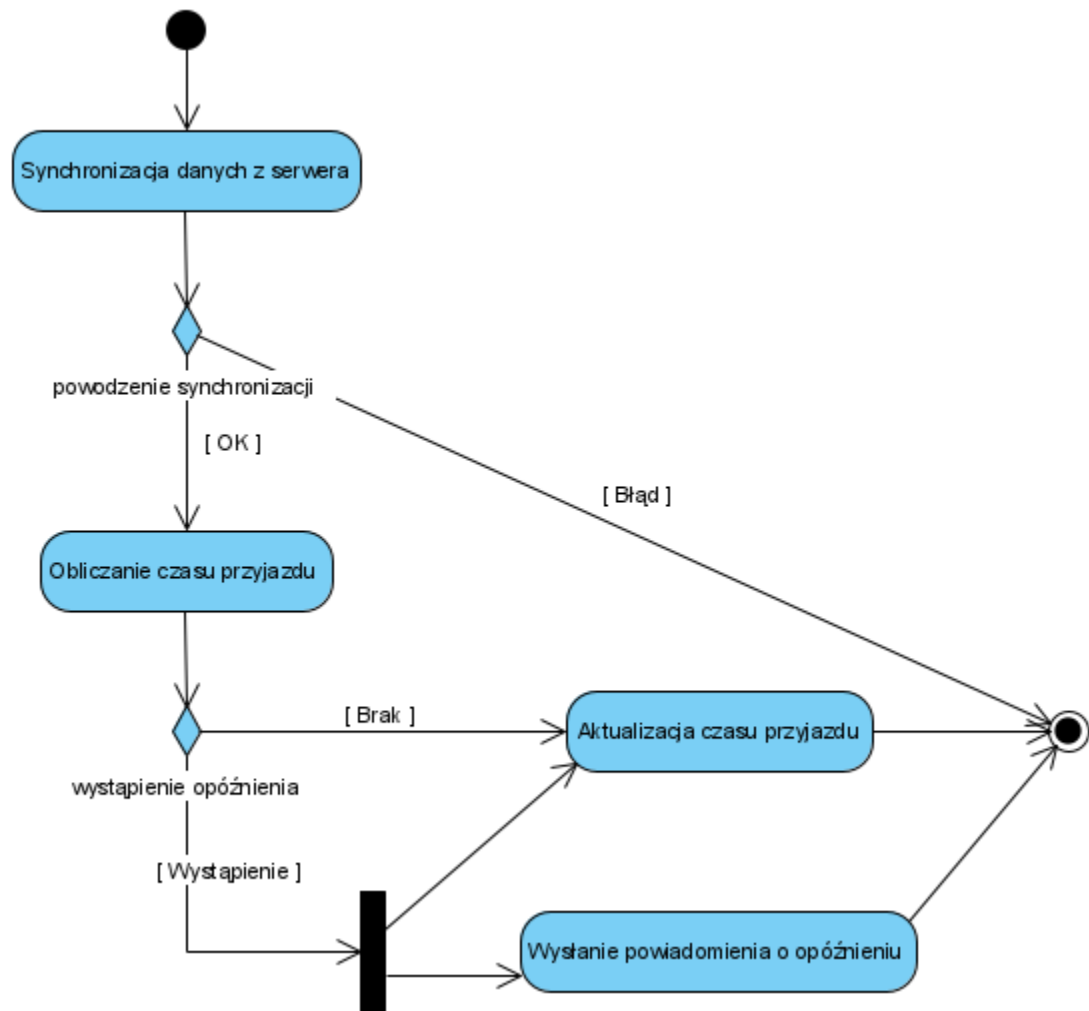 Synchronizacja danych z serwera
powodzenie synchronizacji
[ OK ]
[ Błąd ]
Obliczanie czasu przyjazdu
[ Brak ]
Aktualizacja czasu przyjazdu
wystąpienie opóźnienia
[ Wystąpienie ]
Wysłanie powiadomienia o opóźnieniu